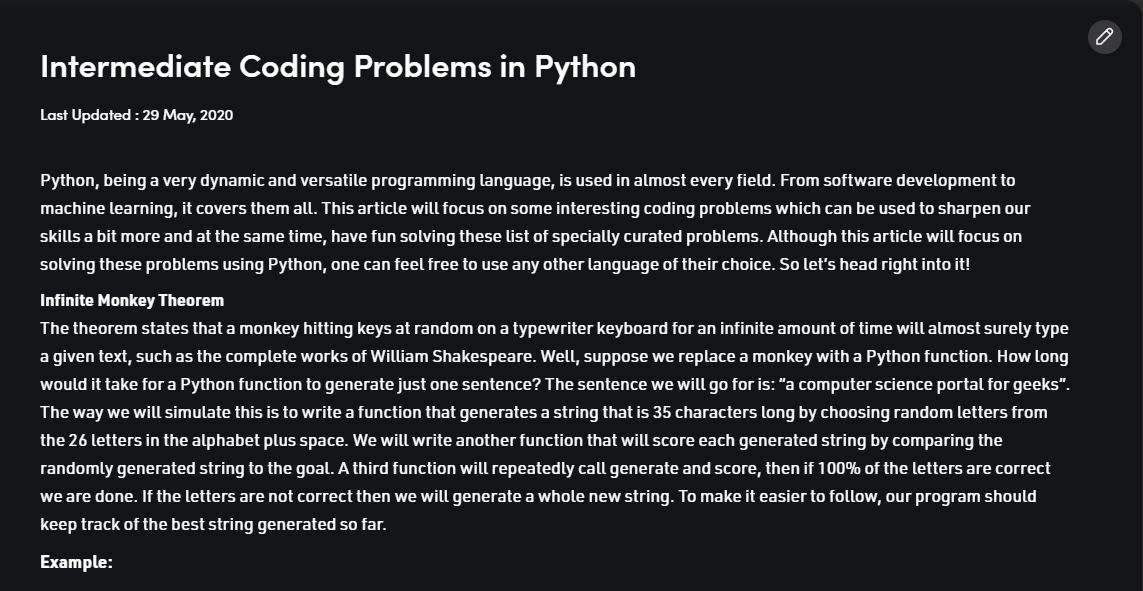 Intermediate Coding Problems in Python
Last Updated : 29 May, 2020
Python, being a very dynamic and versatile programming language, is used in almost every field. From software development to
machine learning, it covers them all. This article will focus on some interesting coding problems which can be used to sharpen our
skills a bit more and at the same time, have fun solving these list of specially curated problems. Although this article will focus on
solving these problems using Python, one can feel free to use any other language of their choice. So let’s head right into it!
Infinite Monkey Theorem
The theorem states that a monkey hitting keys at random on a typewriter keyboard for an infinite amount of time will almost surely type
a given text, such as the complete works of William Shakespeare. Well, suppose we replace a monkey with a Python function. How long
would it take for a Python function to generate just one sentence? The sentence we will go for is: “a computer science portal for geeks”.
The way we will simulate this is to write a function that generates a string that is 35 characters long by choosing random letters from
the 26 letters in the alphabet plus space. We will write another function that will score each generated string by comparing the
randomly generated string to the goal. A third function will repeatedly call generate and score, then if 100% of the letters are correct
we are done. If the letters are not correct then we will generate a whole new string. To make it easier to follow, our program should
keep track of the best string generated so far.
Example: